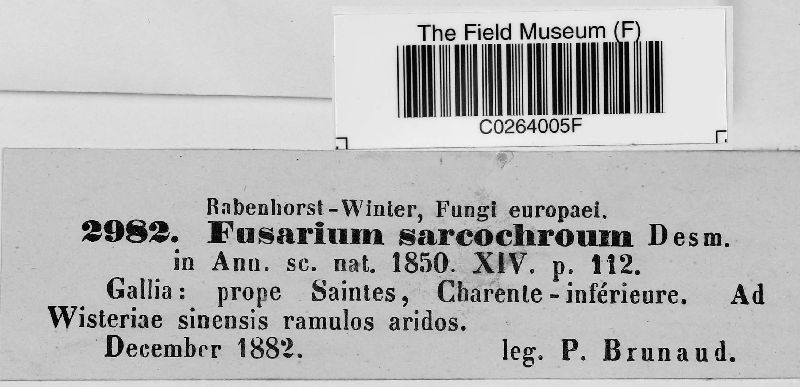 The Field Museum (F)
C0264005F
Rabenhorst-Winter, Fungi europaei.
2982. Fusarium sarcochroum Desm.
in Ann. sc. nat. 1850. XIV. p. 112.
Gallia: prope Saintes, Charente-inférieure. Ad
Wisteriae sinensis ramulos aridos.
December 1882. leg. P. Brunaud.